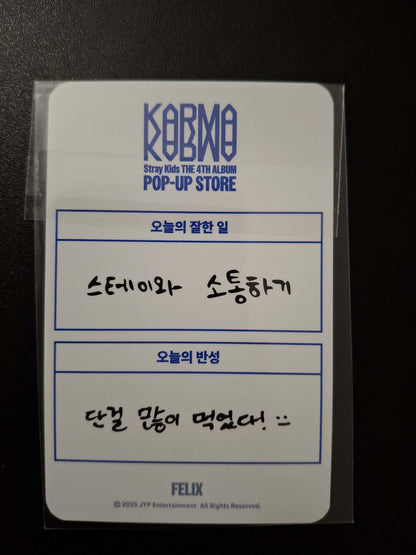 KARMA
Stray Kids THE 4TH ALBUM
POP-UP STORE
오늘의 잘한 일
스테이와 소통하기
오늘의 반성
단걸 많이 먹었다! :)
FELIX
©2025 JYP Entertainment All Rights Reserved.